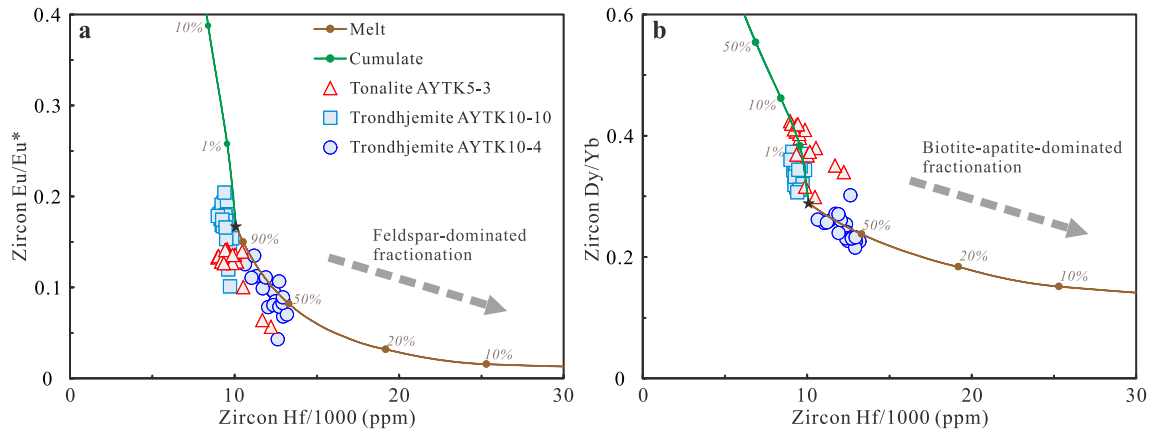 a
0.4
0.3
0.2
0.1
0
Zircon Eu/Eu*
10%
1%
90%
50%
20%
10%
Melt
Cumulate
Tonalite AYTK5-3
Trondhjemite AYTK10-10
Trondhjemite AYTK10-4
Feldspar-dominated
fractionation
0
10
20
30
Zircon Hf/1000 (ppm)
b
0.6
0.4
0.2
0
Zircon Dy/Yb
50%
10%
1%
50%
20%
10%
Biotite-apatite-dominated
fractionation
0
10
20
30
Zircon Hf/1000 (ppm)